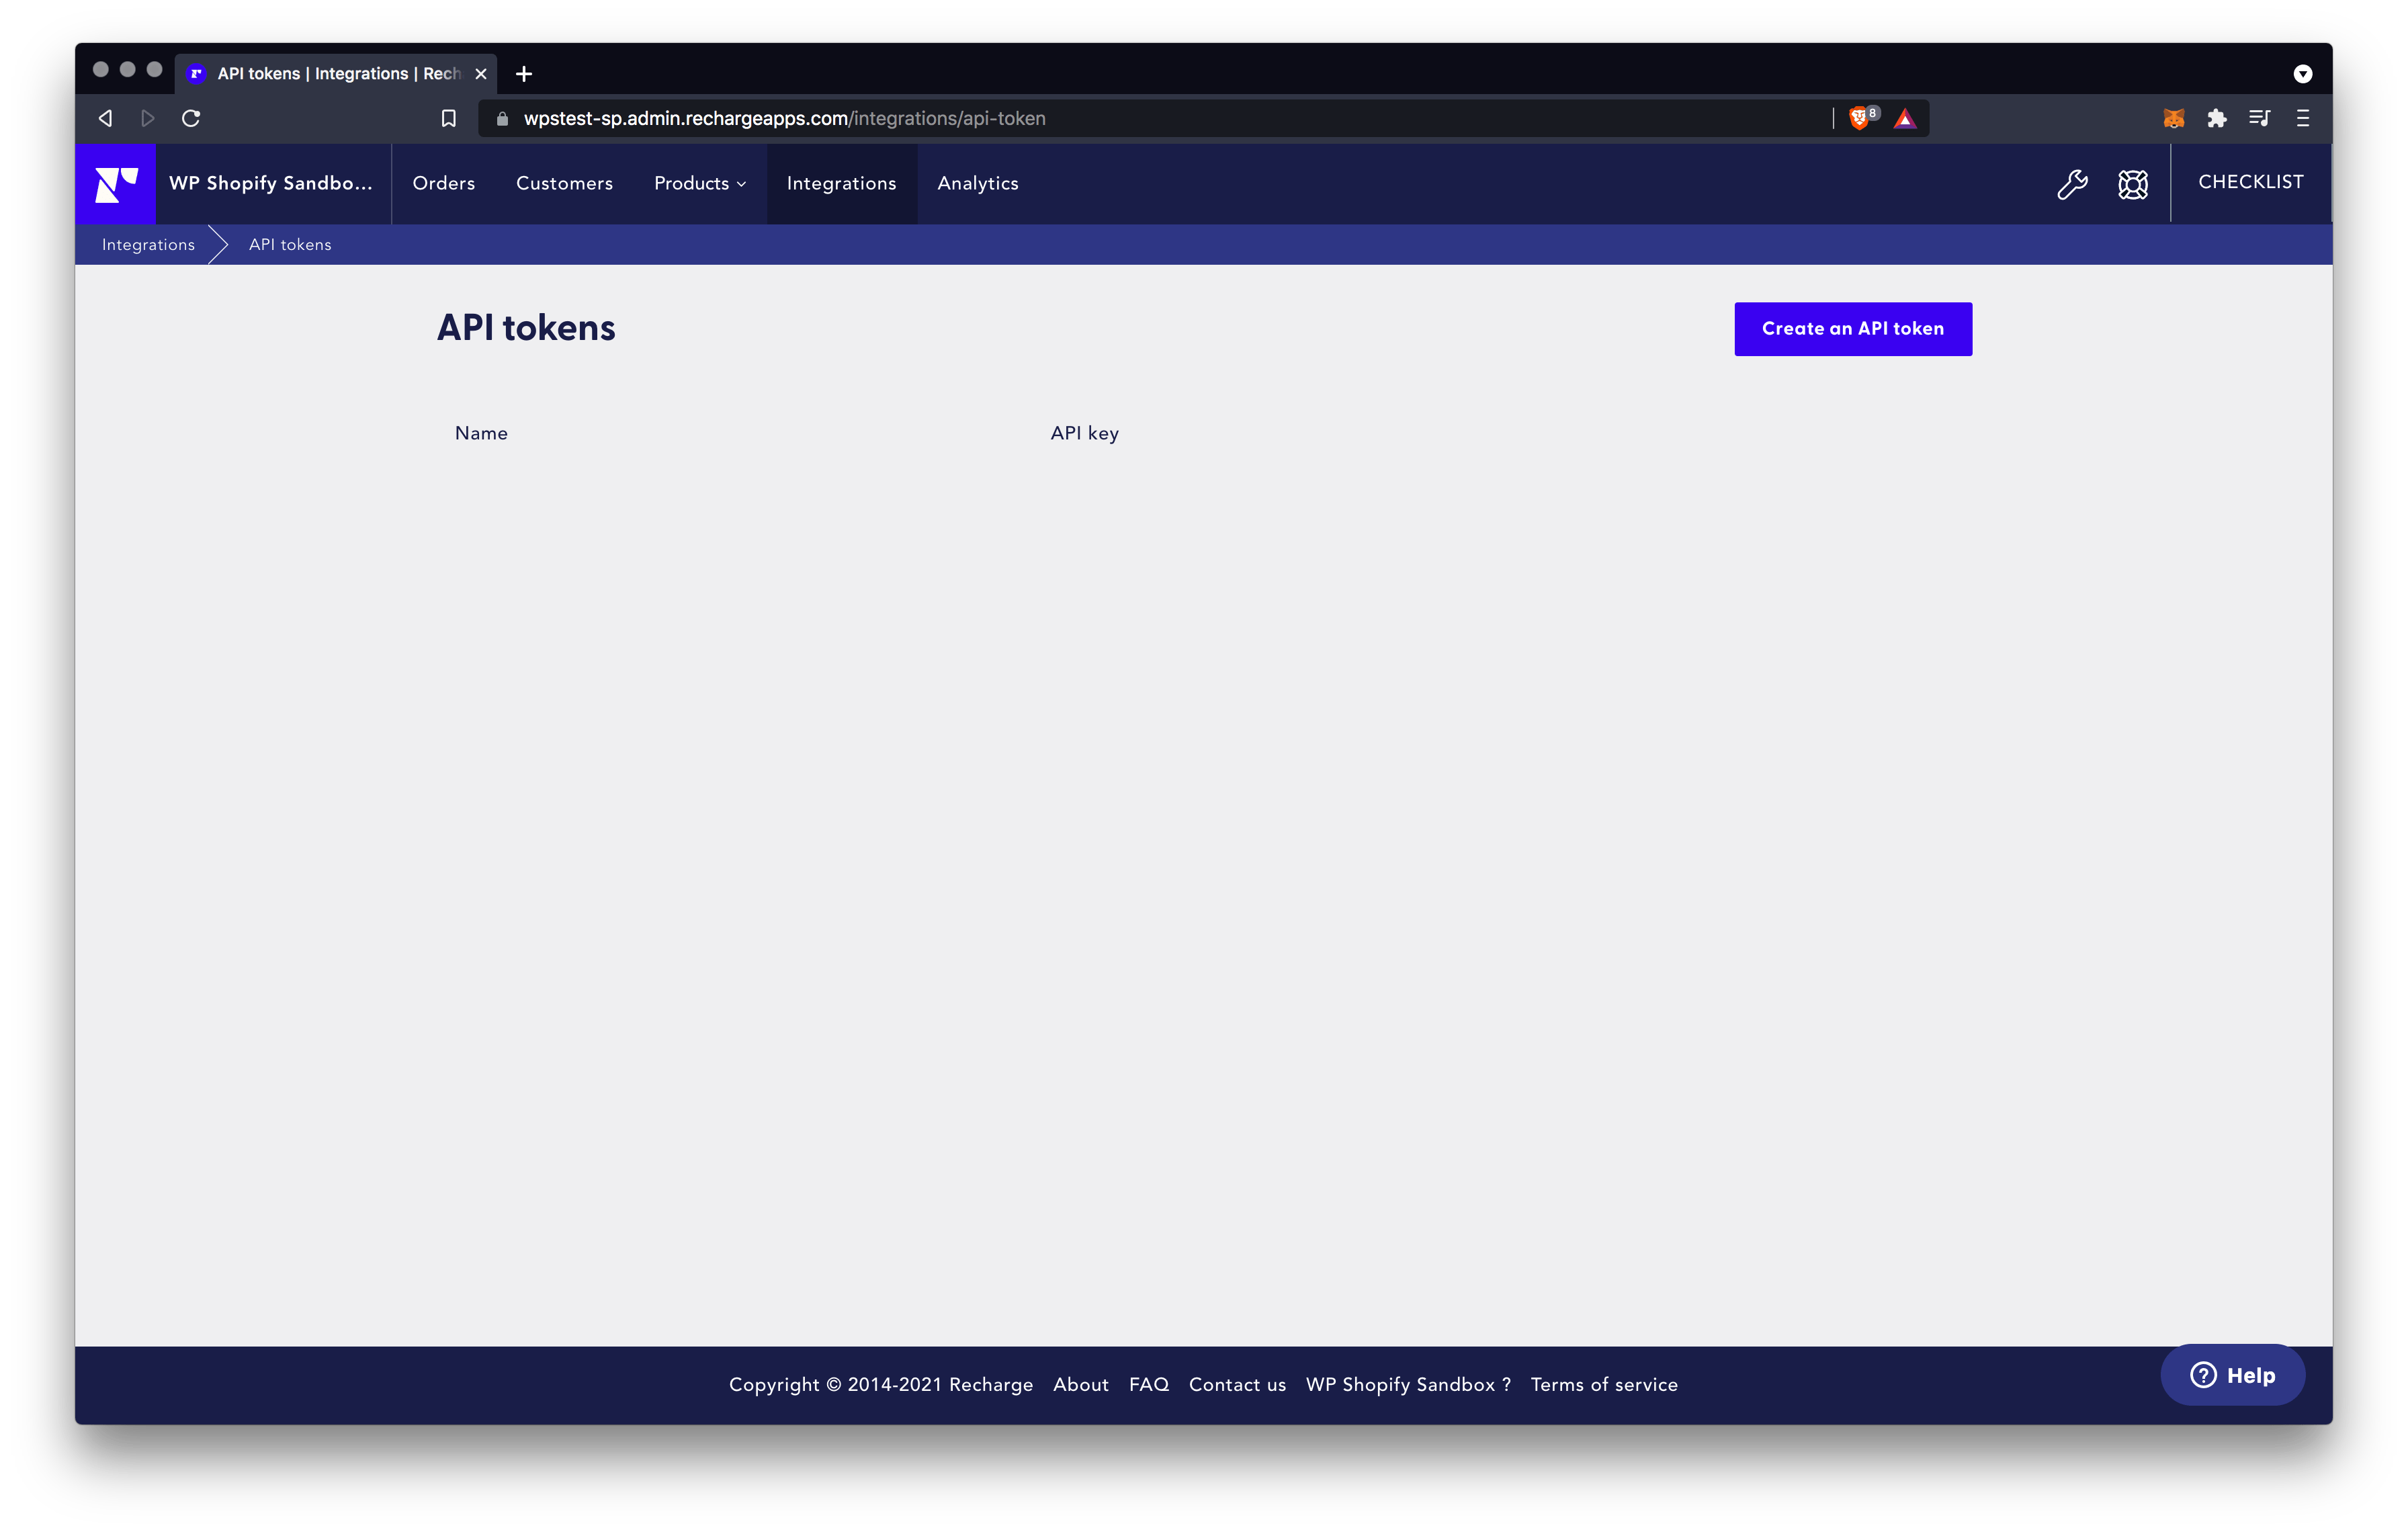 API tokens | Integrations | Rech
wpstest-sp.admin.rechargeapps.com/integrations/api-token
8
WP Shopify Sandbo... Orders Customers Products Integrations Analytics CHECKLIST
Integrations API tokens
API tokens Create an API token
Name API key
Copyright © 2014-2021 Recharge About FAQ Contact us WP Shopify Sandbox ? Terms of service
? Help